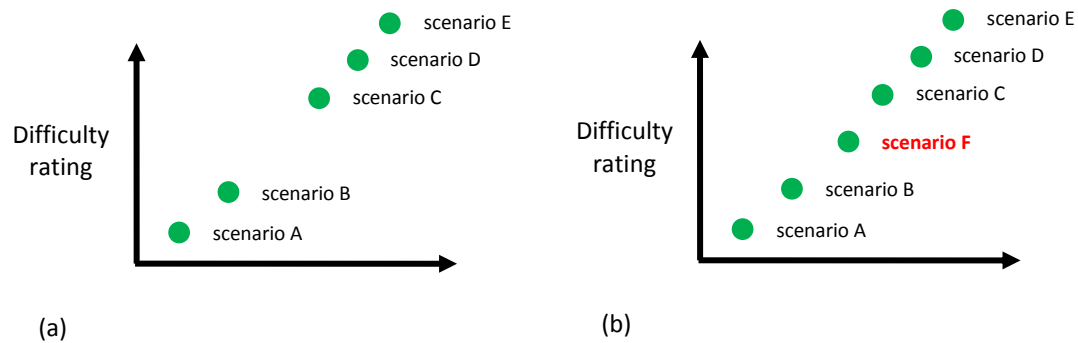 scenario E
scenario D
scenario C
Difficulty
rating
scenario B
scenario A
(a)
scenario E
scenario D
scenario C
Difficulty
rating
scenario F
scenario B
scenario A
(b)